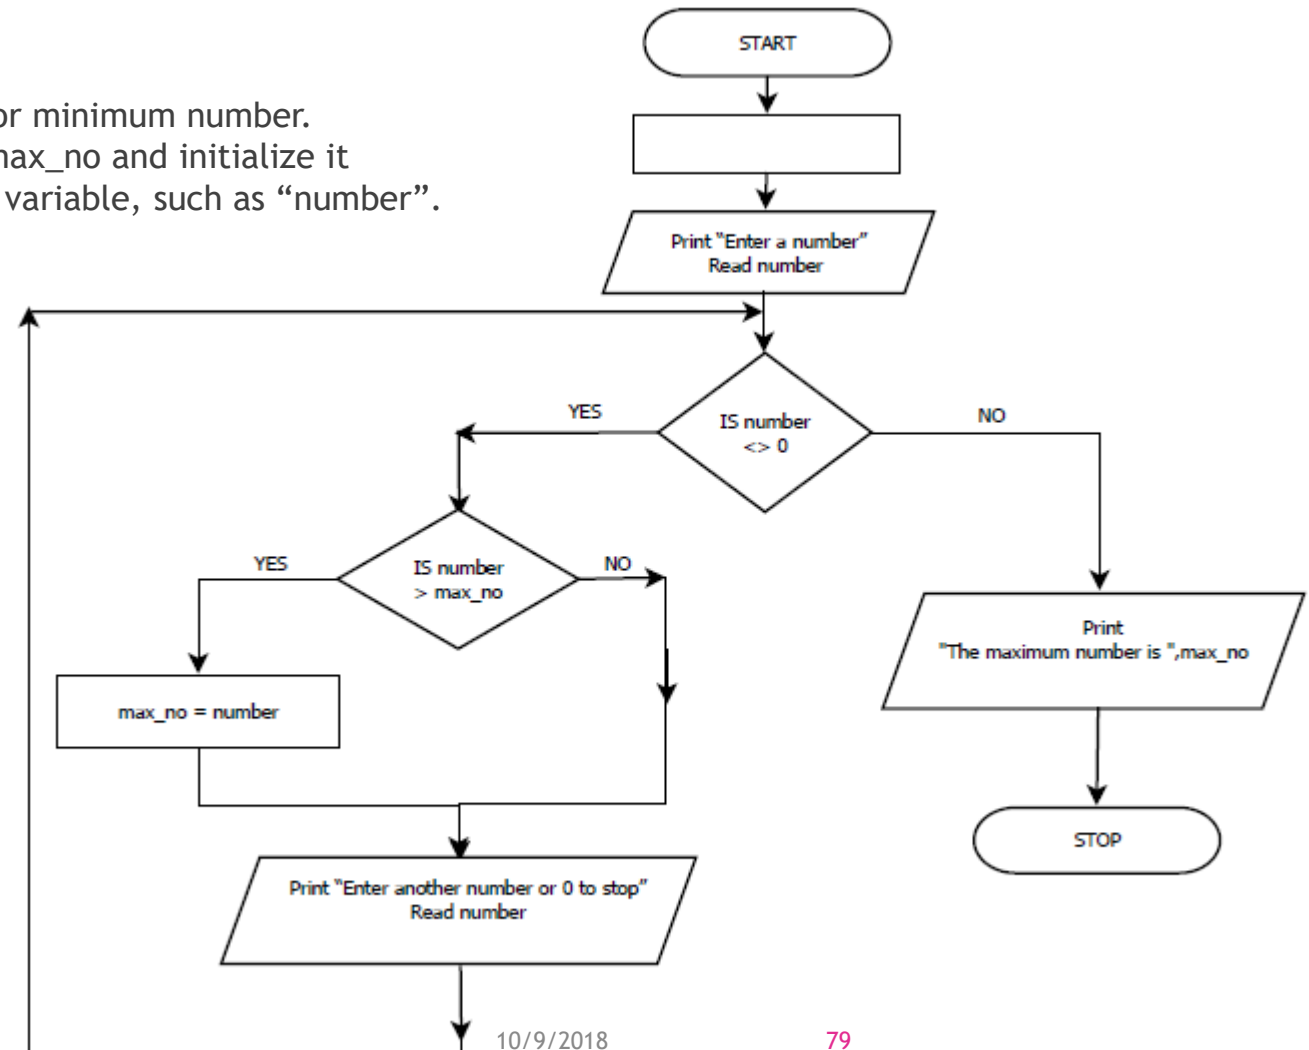 START
or minimum number.
max_no and initialize it
variable, such as “number”.
Print “Enter a number”
Read number
YES
IS number
<> 0
NO
YES
IS number
> max_no
NO
max_no = number
Print
"The maximum number is ",max_no
STOP
Print “Enter another number or 0 to stop”
Read number
10/9/2018
79